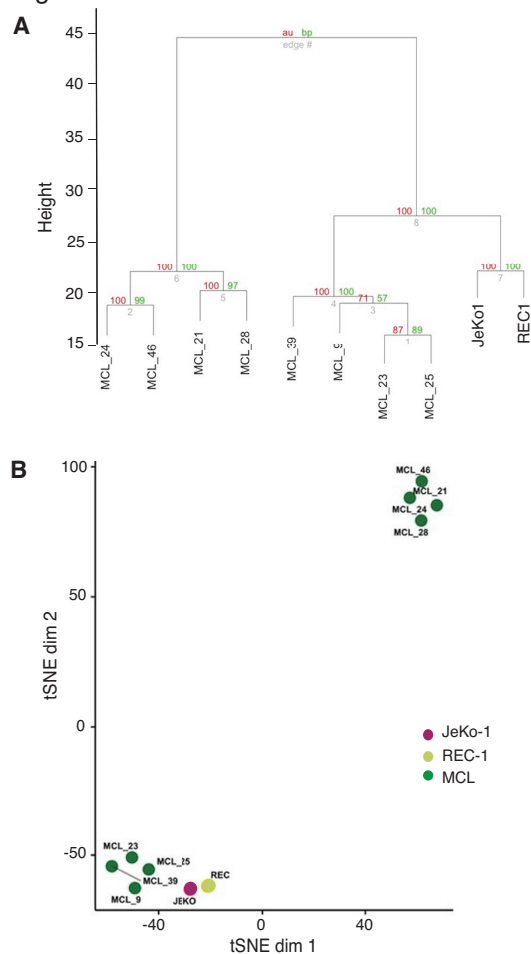 A
au bp
edge #
45
40
35
30
25
20
15
Height
100 100
8
100 100
6
100 100
7
100 99
2
100 97
5
100 100
4
71 57
3
87 89
1
MCL_24
MCL_46
MCL_21
MCL_28
MCL_39
MCL_9
MCL_23
MCL_25
JeKo1
REC1
B
100
50
0
-50
tSNE dim 2
MCL_46
MCL_21
MCL_24
MCL_28
JeKo-1
REC-1
MCL
MCL_23
MCL_25
MCL_39
MCL_9
REC
JEKO
-40 0 40
tSNE dim 1